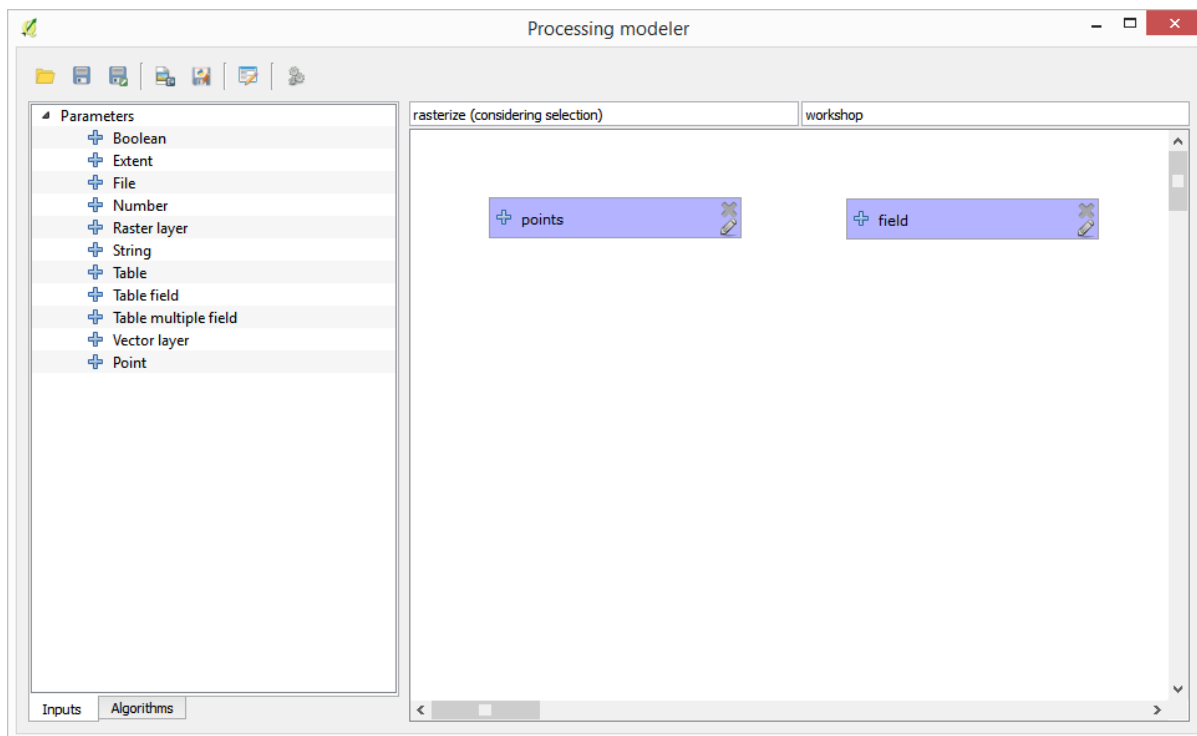 Processing modeler
Parameters
Boolean
Extent
File
Number
Raster layer
String
Table
Table field
Table multiple field
Vector layer
Point
Inputs
Algorithms
rasterize (considering selection)
workshop
points
field